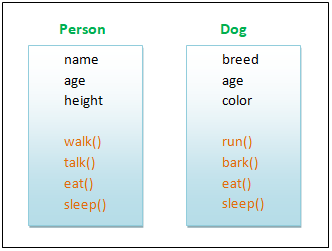 Person
name
age
height
walk()
talk()
eat()
sleep()
Dog
breed
age
color
run()
bark()
eat()
sleep()